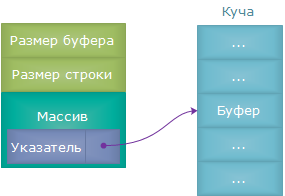 Размер буфера
Размер строки
Массив
Указатель
Куча
...
...
Буфер
...
...